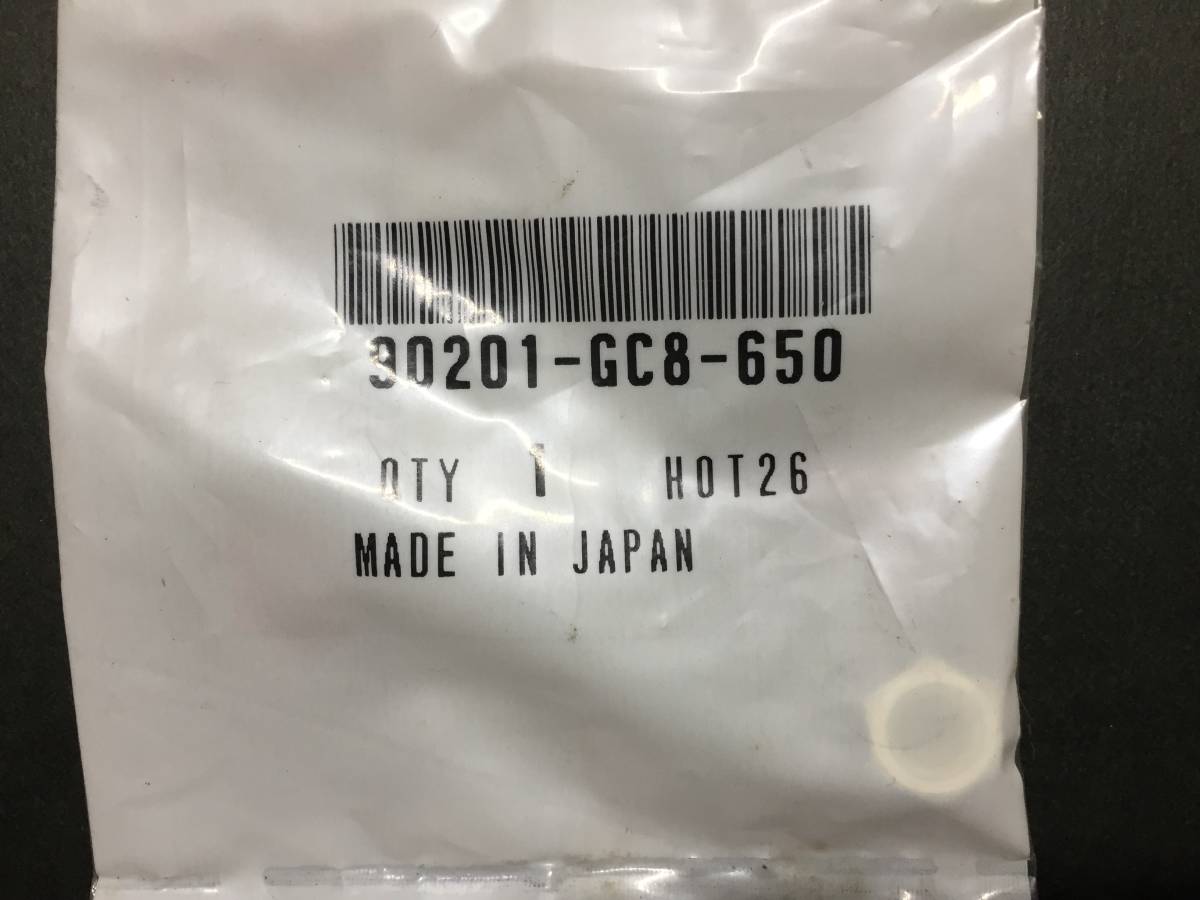 90201-GC8-650
QTY 1 HOT26
MADE IN JAPAN